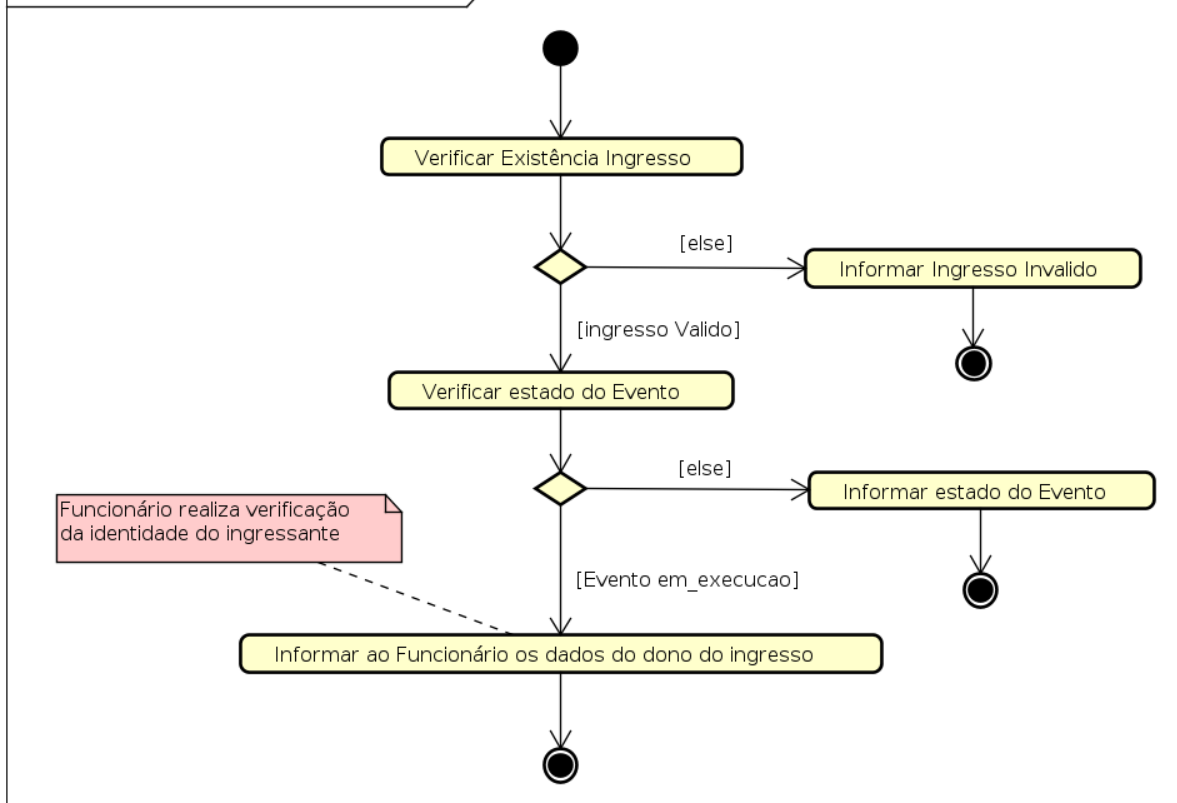 Verificar Existência Ingresso
[else]
Informar Ingresso Invalido
[ingresso Valido]
Verificar estado do Evento
[else]
Informar estado do Evento
Funcionário realiza verificação
da identidade do ingressante
[Evento em_execucao]
Informar ao Funcionário os dados do dono do ingresso